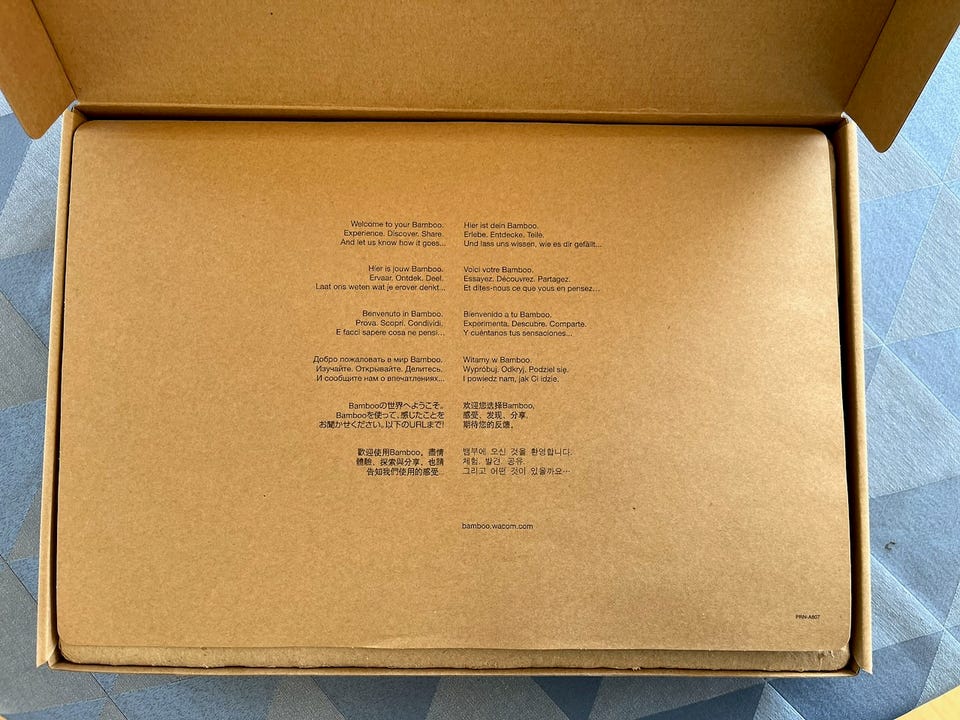 Welcome to your Bamboo.
Experience. Discover. Share.
And let us know how it goes...
Hier ist dein Bamboo.
Erlebe. Entdecke. Teile.
Und lass uns wissen, wie es dir gefällt...
Hier is jouw Bamboo.
Ervaar. Ontdek. Deel.
Laat ons weten wat je erover denkt...
Voici votre Bamboo.
Essayez. Découvrez. Partagez.
Et dites-nous ce que vous en pensez...
Benvenuto in Bamboo.
Prova. Scopri. Condividi.
E facci sapere cosa ne pensi...
Bienvenido a tu Bamboo.
Experimenta. Descubre. Comparte.
Y cuéntanos tus sensaciones...
Добро пожаловать в мир Bamboo.
Изучайте. Открывайте. Делитесь.
И сообщите нам о впечатлениях...
Witamy w Bamboo.
Wypróbuj. Odkryj. Podziel się.
I powiedz nam, jak Ci idzie.
Bambooの世界へようこそ。
Bambooを使って、感じたことを
お聞かせください。以下のURLまで!
欢迎您选择Bamboo,
感受、发现、分享.
期待您的反馈,
歡迎使用Bamboo。盡情
體驗、探索與分享，也請
告知我們使用的感受...
뱀부에 오신 것을 환영합니다.
체험. 발견. 공유.
그리고 어떤 것이 있을까요…
bamboo.wacom.com
PRN-A607